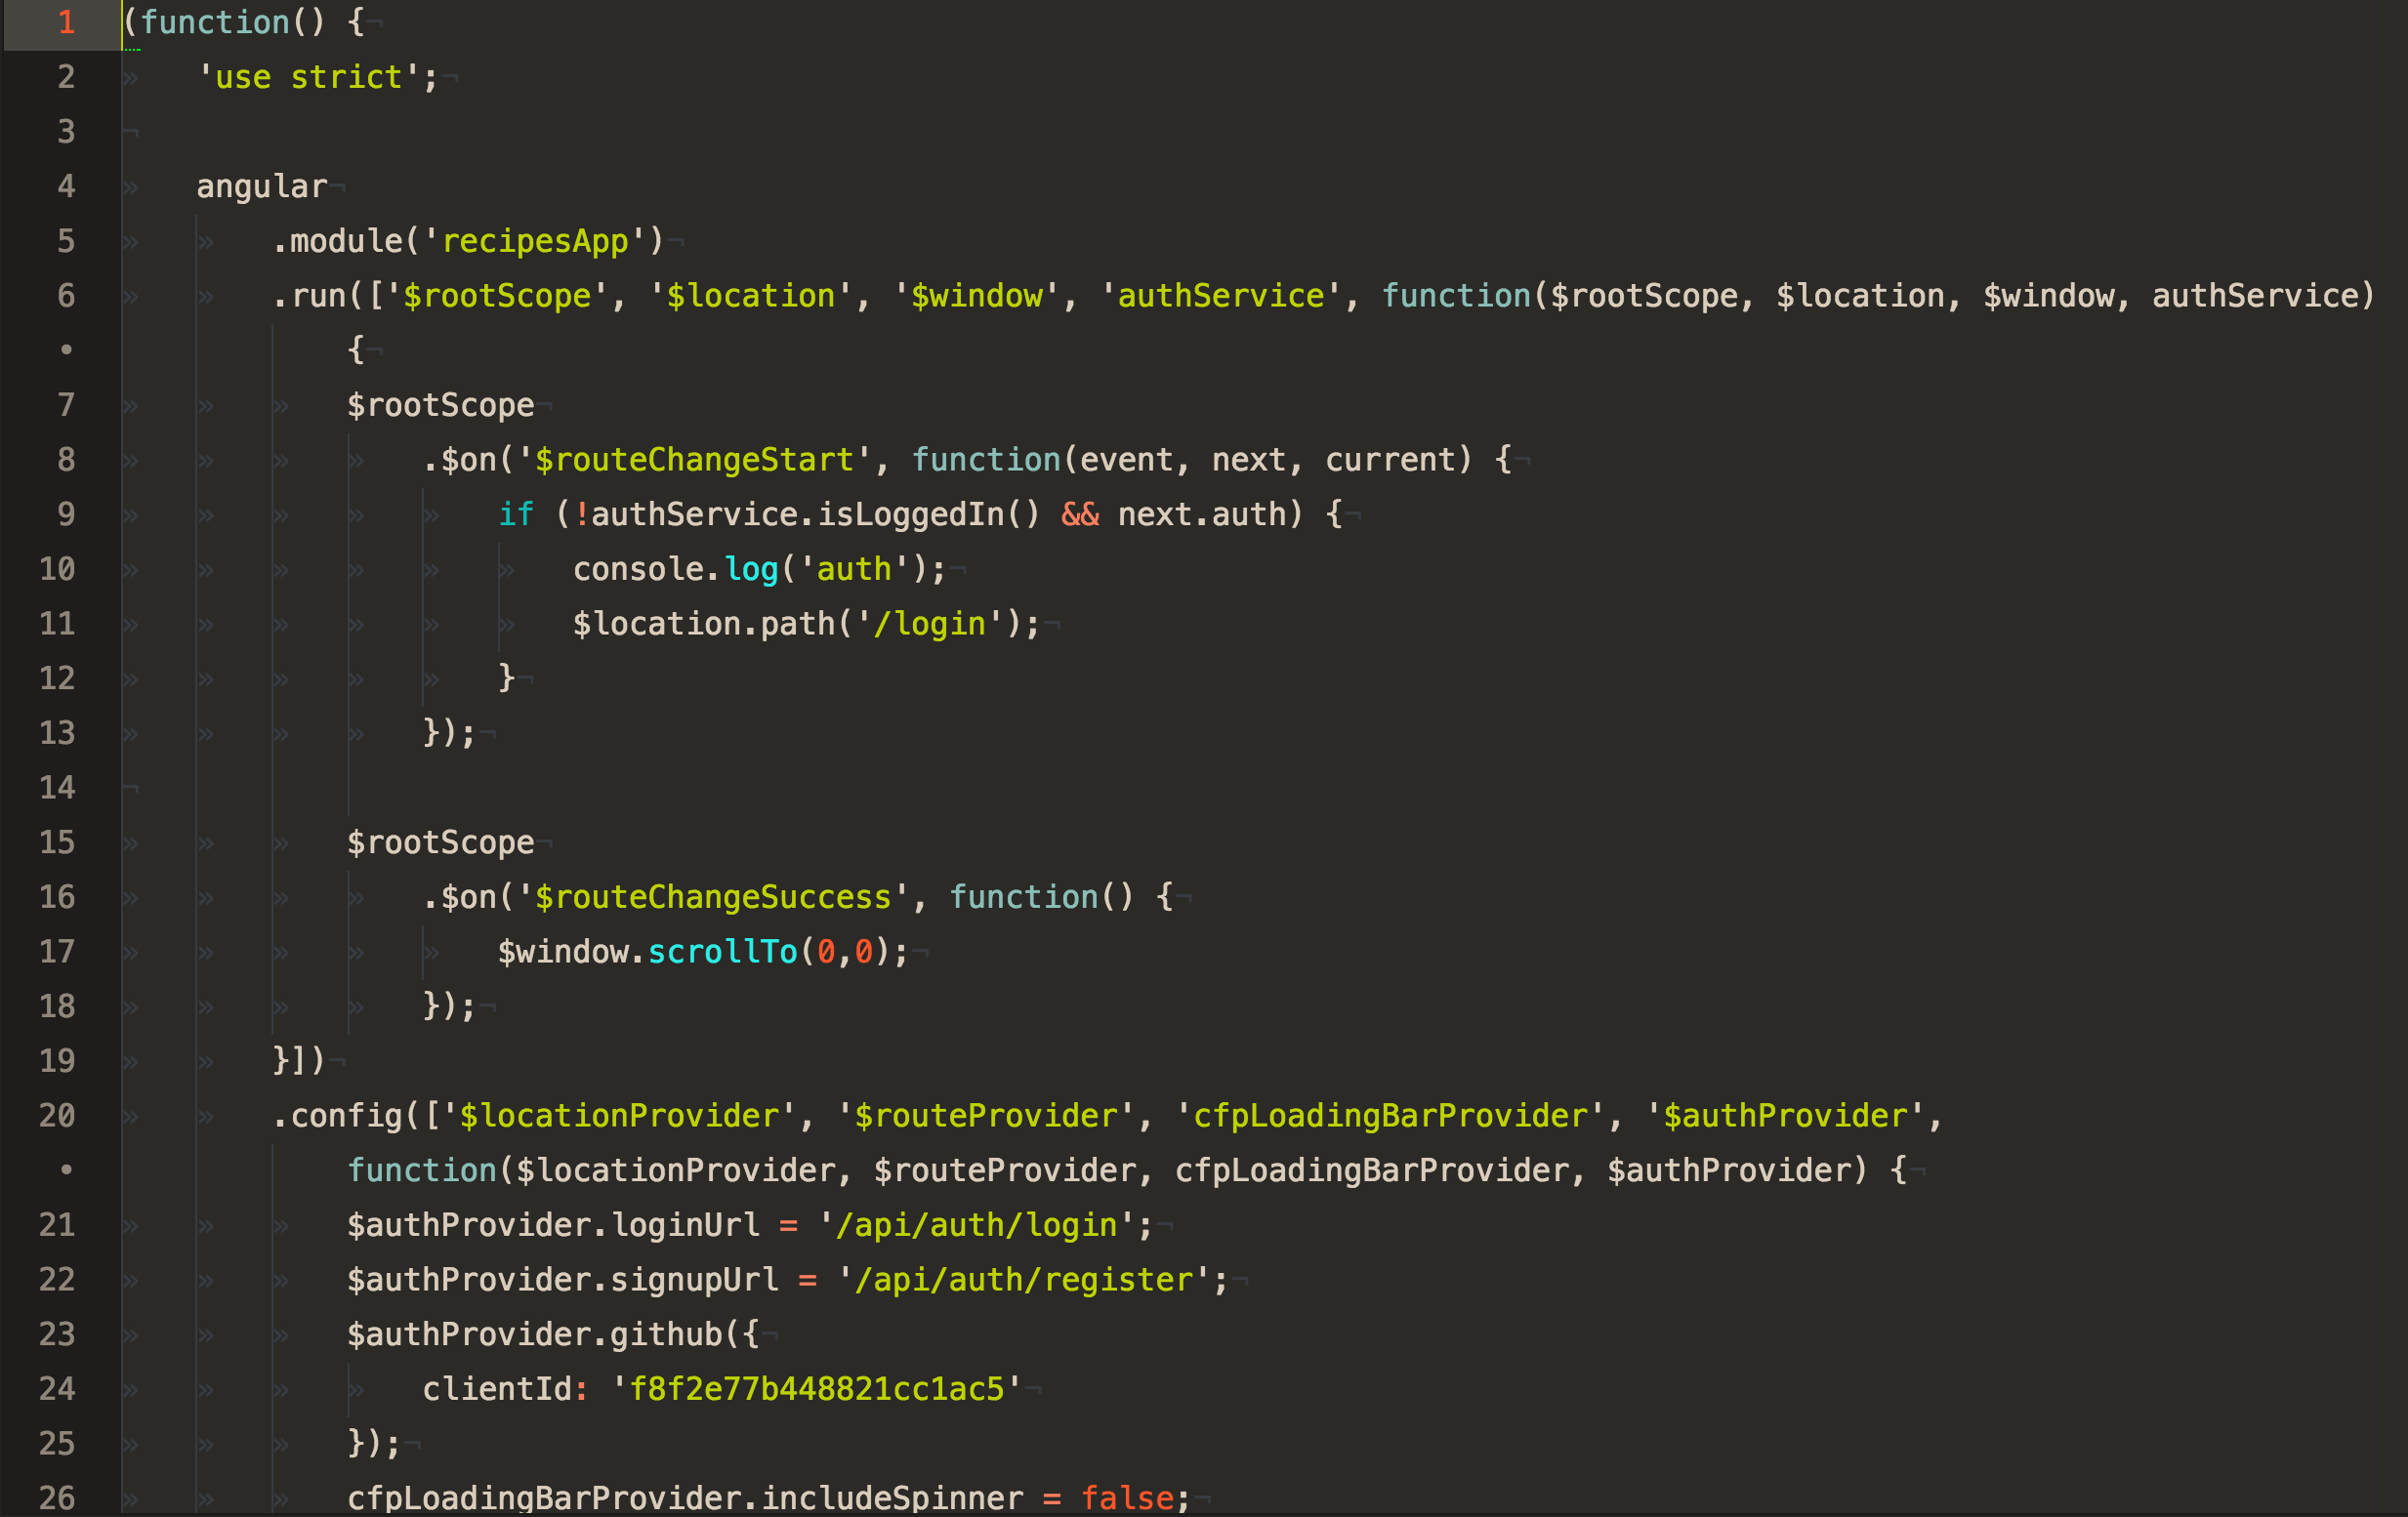 1 (function() {¬
2 » 'use strict';¬
3 ¬
4 » angular¬
5 » » .module('recipesApp')¬
6 » » .run(['$rootScope', '$location', '$window', 'authService', function($rootScope, $location, $window, authService)
• {¬
7 » » » $rootScope¬
8 » » » » .$on('$routeChangeStart', function(event, next, current) {¬
9 » » » » » if (!authService.isLoggedIn() && next.auth) {¬
10 » » » » » » console.log('auth');¬
11 » » » » » » $location.path('/login');¬
12 » » » » » }¬
13 » » » » });¬
14 ¬
15 » » » $rootScope¬
16 » » » » .$on('$routeChangeSuccess', function() {¬
17 » » » » » $window.scrollTo(0,0);¬
18 » » » » });¬
19 » » }])¬
20 » » .config(['$locationProvider', '$routeProvider', 'cfpLoadingBarProvider', '$authProvider',
• function($locationProvider, $routeProvider, cfpLoadingBarProvider, $authProvider) {¬
21 » » » $authProvider.loginUrl = '/api/auth/login';¬
22 » » » $authProvider.signupUrl = '/api/auth/register';¬
23 » » » $authProvider.github({¬
24 » » » » clientId: 'f8f2e77b448821cc1ac5'¬
25 » » » });¬
26 » » » cfpLoadingBarProvider.includeSpinner = false;¬